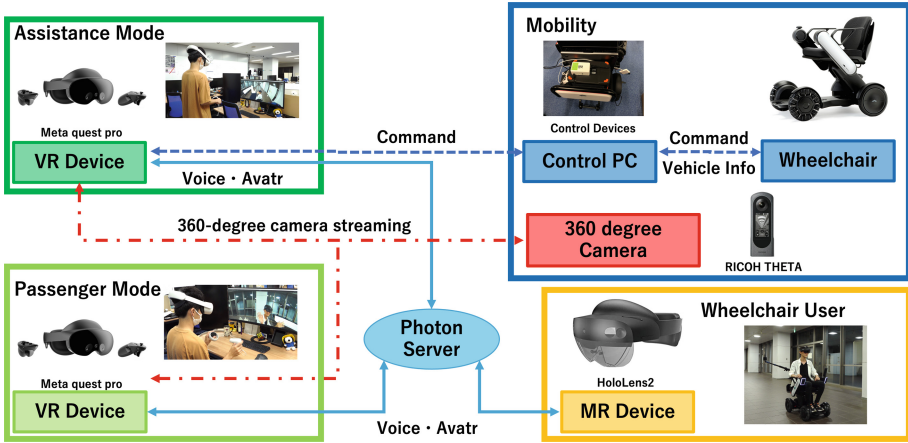 Assistance Mode
Meta quest pro
VR Device
Command
Voice・Avatr
360-degree camera streaming
Mobility
Control Devices
Control PC
Command
Vehicle Info
Wheelchair
360 degree
Camera
RICOH THETA
Passenger Mode
Meta quest pro
VR Device
Photon
Server
Voice・Avatr
Wheelchair User
HoloLens2
MR Device